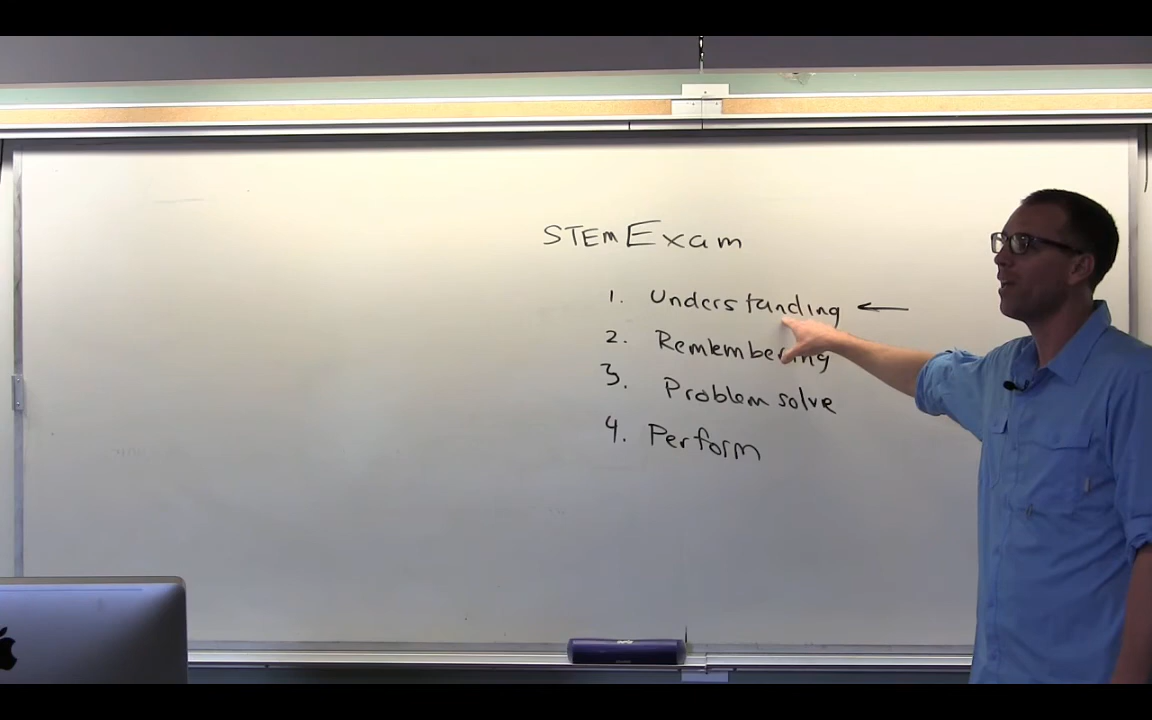 STEM Exam
1. Understanding ←
2. Remembering
3. Problem solve
4. Perform